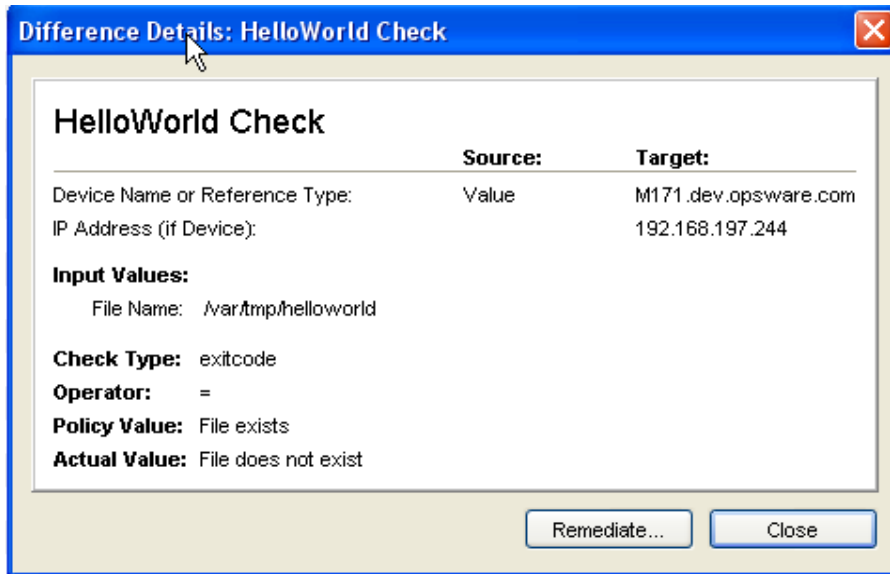 Difference Details: HelloWorld Check
HelloWorld Check
Source: Target:
Device Name or Reference Type: Value M171.dev.opsware.com
IP Address (if Device): 192.168.197.244
Input Values:
File Name: /var/tmp/helloworld
Check Type: exitcode
Operator: =
Policy Value: File exists
Actual Value: File does not exist
Remediate... Close